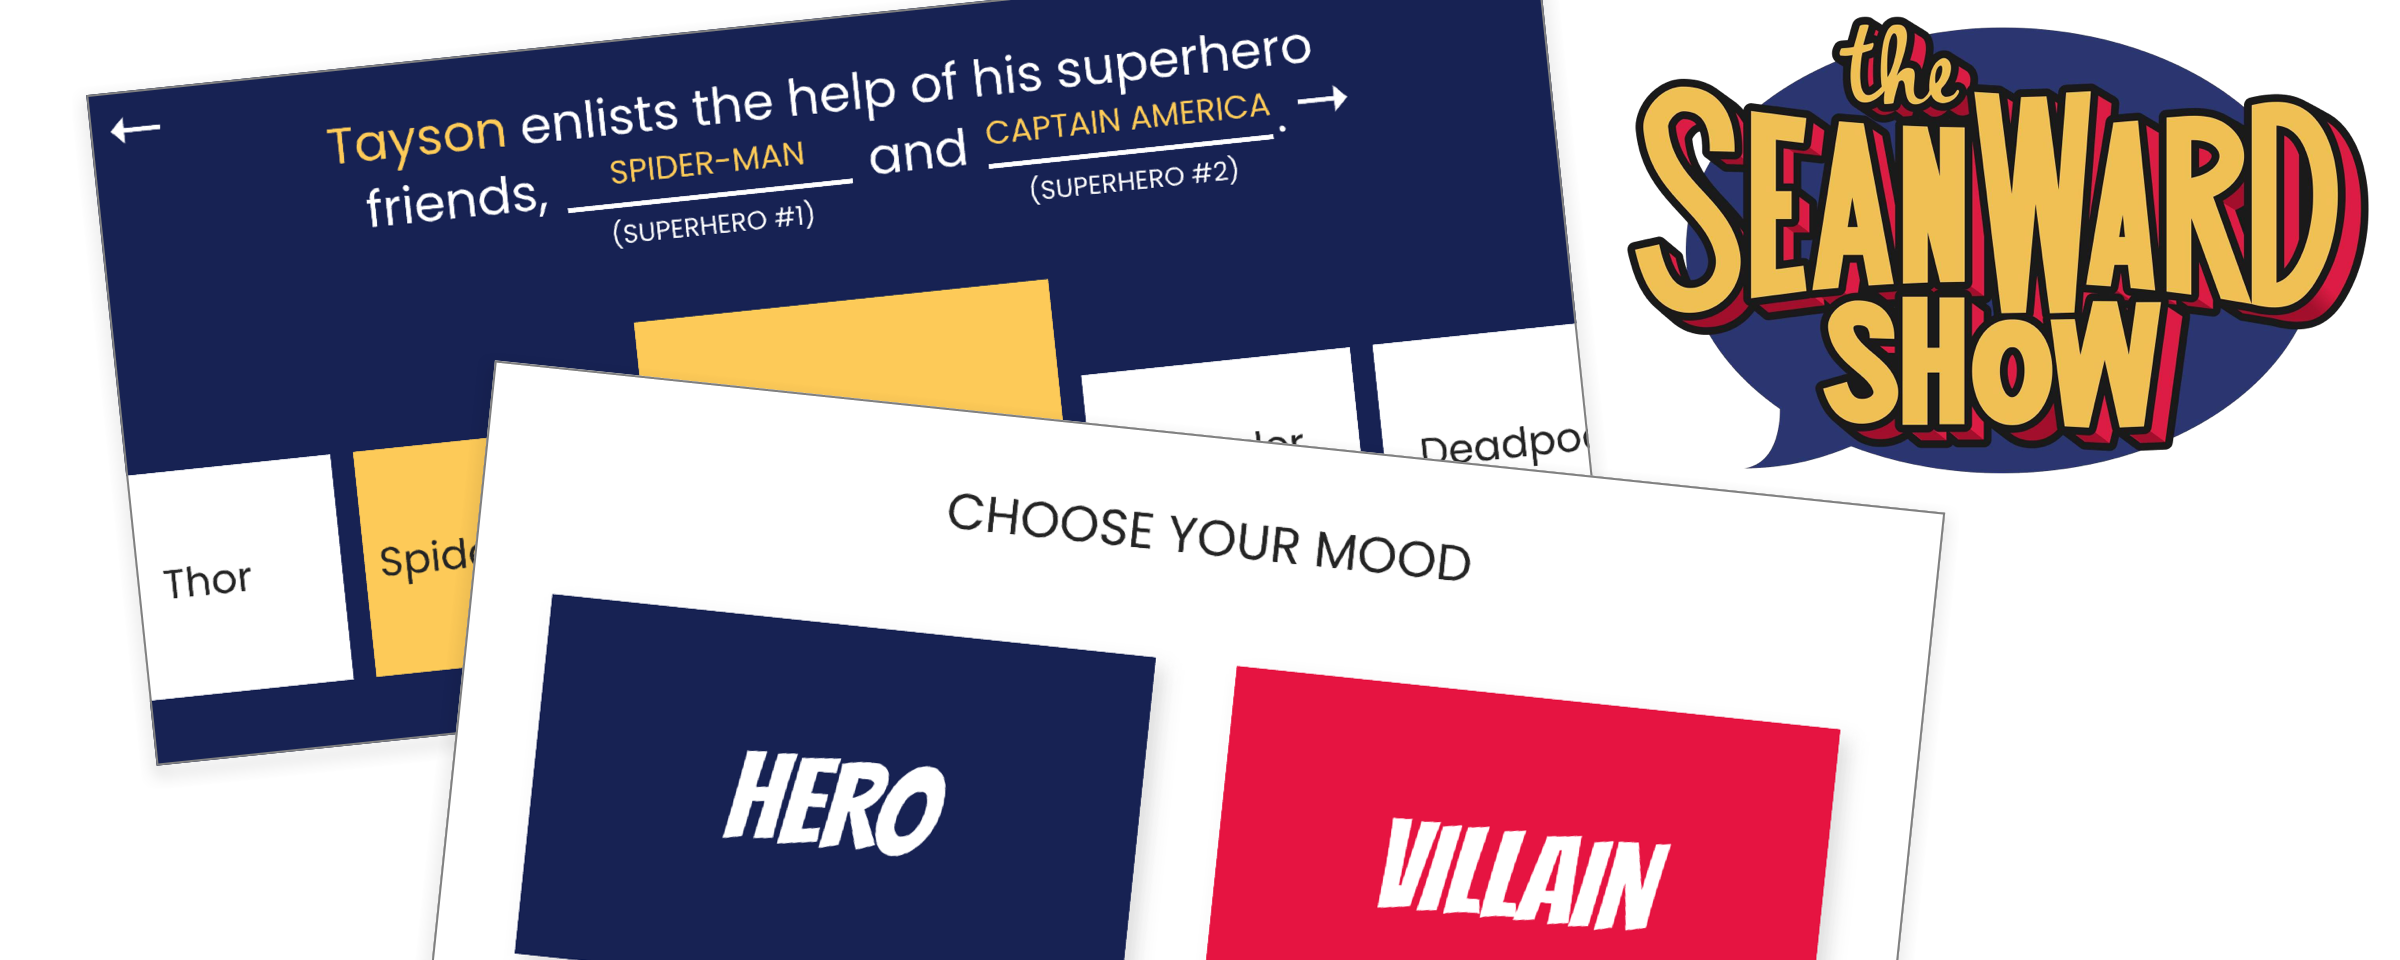 Tayson enlists the help of his superhero
friends, SPIDER-MAN and CAPTAIN AMERICA.
(SUPERHERO #1) (SUPERHERO #2)
Thor
Deadpoo
CHOOSE YOUR MOOD
HERO
VILLAIN
the
SEAN WARD
SHOW